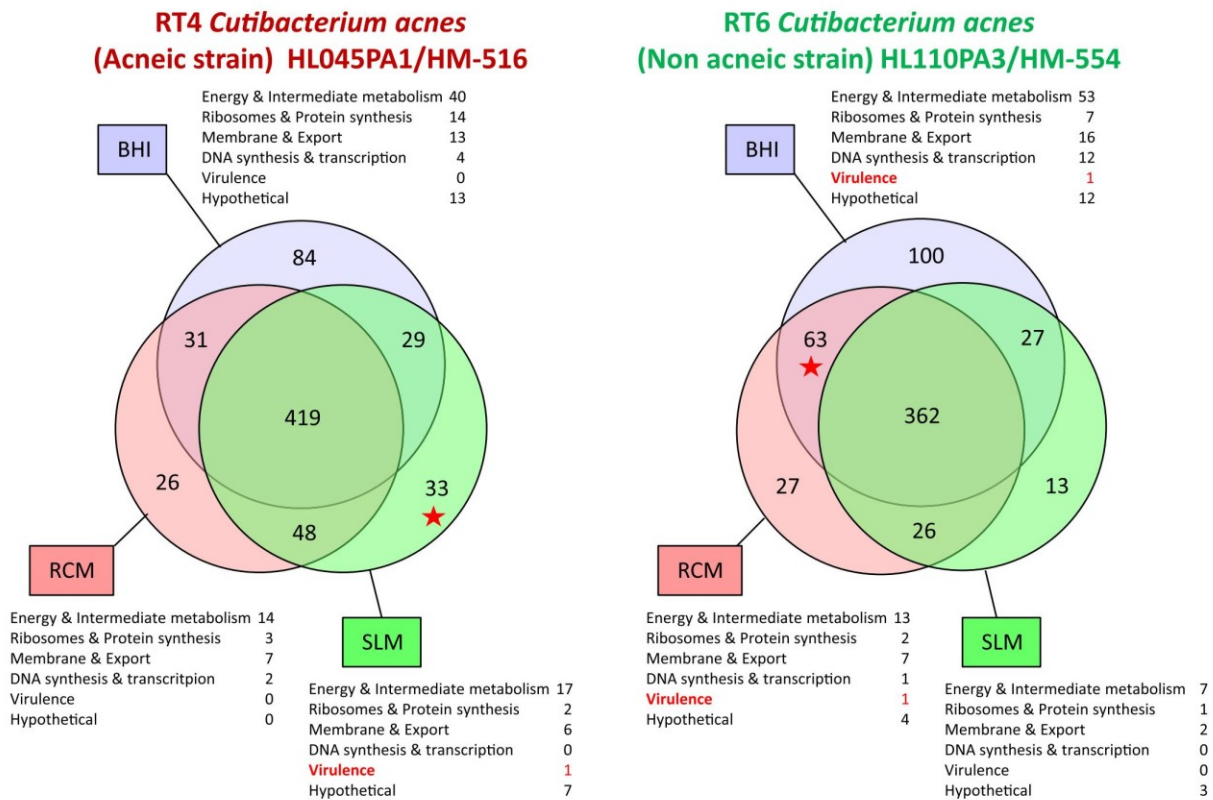 RT4 Cutibacterium acnes
(Acneic strain) HL045PA1/HM-516
Energy & Intermediate metabolism 40
Ribosomes & Protein synthesis 14
Membrane & Export 13
DNA synthesis & transcription 4
Virulence 0
Hypothetical 13
BHI
84
31
29
419
26
33
48
RCM
Energy & Intermediate metabolism 14
Ribosomes & Protein synthesis 3
Membrane & Export 7
DNA synthesis & transcritpion 2
Virulence 0
Hypothetical 0
SLM
Energy & Intermediate metabolism 17
Ribosomes & Protein synthesis 2
Membrane & Export 6
DNA synthesis & transcription 0
Virulence 1
Hypothetical 7
RT6 Cutibacterium acnes
(Non acneic strain) HL110PA3/HM-554
Energy & Intermediate metabolism 53
Ribosomes & Protein synthesis 7
Membrane & Export 16
DNA synthesis & transcription 12
Virulence 1
Hypothetical 12
BHI
100
63
27
362
27
13
26
RCM
Energy & Intermediate metabolism 13
Ribosomes & Protein synthesis 2
Membrane & Export 7
DNA synthesis & transcription 1
Virulence 1
Hypothetical 4
SLM
Energy & Intermediate metabolism 7
Ribosomes & Protein synthesis 1
Membrane & Export 2
DNA synthesis & transcription 0
Virulence 0
Hypothetical 3